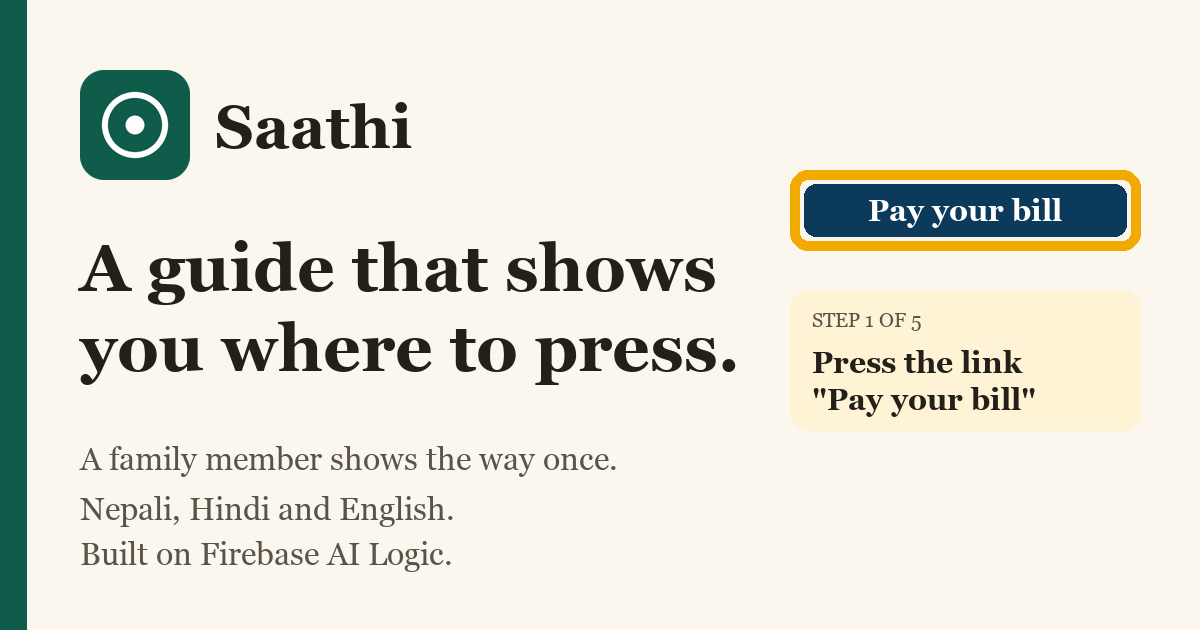 Saathi
A guide that shows
you where to press.
A family member shows the way once.
Nepali, Hindi and English.
Built on Firebase AI Logic.
Pay your bill
STEP 1 OF 5
Press the link
"Pay your bill"